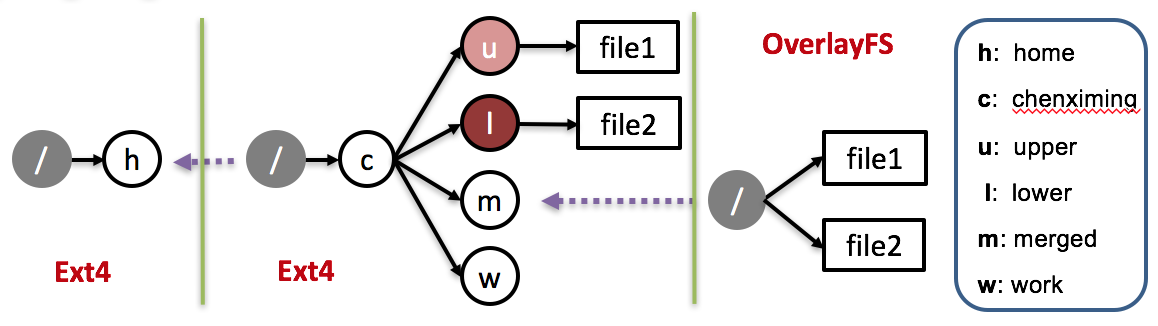 /
h
Ext4
/
c
u
l
m
w
file1
file2
Ext4
OverlayFS
/
file1
file2
h: home
c: chenximing
u: upper
l: lower
m: merged
w: work